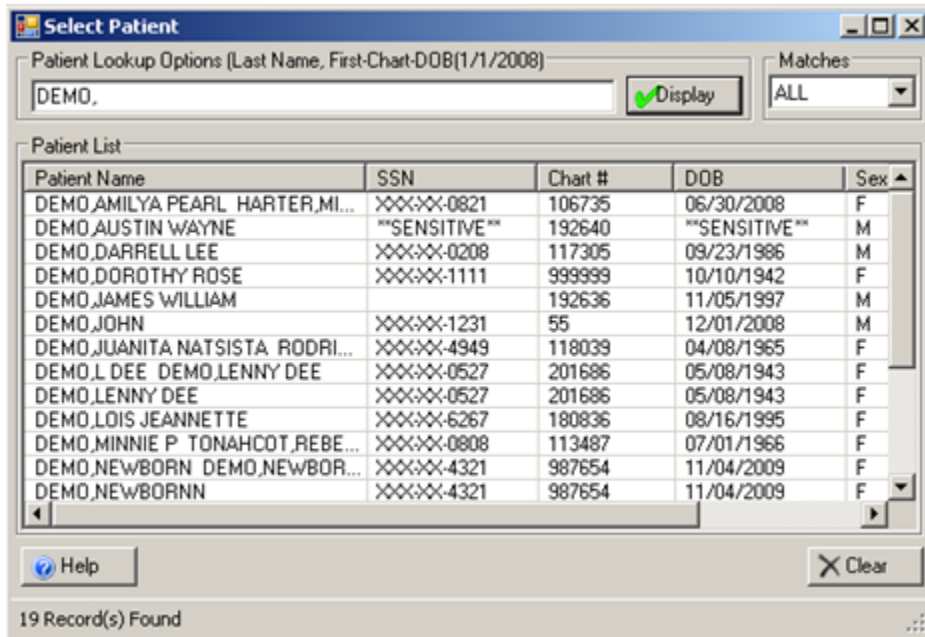 Select Patient
Patient Lookup Options (Last Name, First-Chart-DOB(1/1/2008)
Matches
DEMO,
Display
ALL
Patient List
Patient Name SSN Chart # DOB Sex
DEMO,AMILYA PEARL HARTER,MI... XXX-XX-0821 106735 06/30/2008 F
DEMO,AUSTIN WAYNE **SENSITIVE** 192640 **SENSITIVE** M
DEMO,DARRELL LEE XXX-XX-0208 117305 09/23/1986 M
DEMO,DOROTHY ROSE XXX-XX-1111 999999 10/10/1942 F
DEMO,JAMES WILLIAM 192636 11/05/1997 M
DEMO,JOHN XXX-XX-1231 55 12/01/2008 M
DEMO,JUANITA NATSISTA RODRI... XXX-XX-4949 118039 04/08/1965 F
DEMO,L DEE DEMO,LENNY DEE XXX-XX-0527 201686 05/08/1943 F
DEMO,LENNY DEE XXX-XX-0527 201686 05/08/1943 F
DEMO,LOIS JEANNETTE XXX-XX-6267 180836 08/16/1995 F
DEMO,MINNIE P TONAHCOT,REBE... XXX-XX-0808 113487 07/01/1966 F
DEMO,NEWBORN DEMO,NEWBOR... XXX-XX-4321 987654 11/04/2009 F
DEMO,NEWBORNN XXX-XX-4321 987654 11/04/2009 F
Help
Clear
19 Record(s) Found